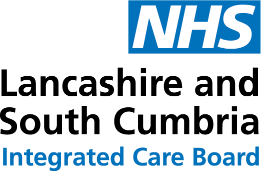 NHS
Lancashire and
South Cumbria
Integrated Care Board